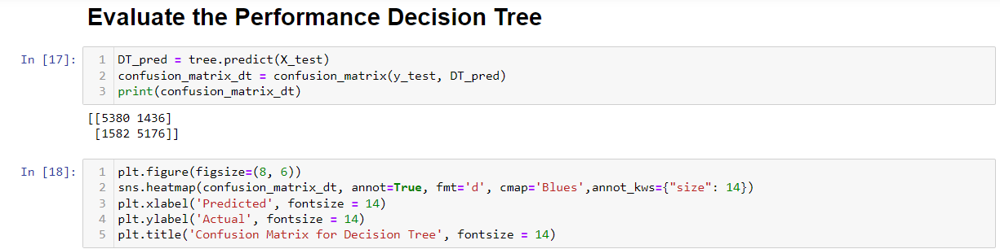 Evaluate the Performance Decision Tree
In [17]:
1 DT_pred = tree.predict(X_test)
2 confusion_matrix_dt = confusion_matrix(y_test, DT_pred)
3 print(confusion_matrix_dt)
[[5380 1436]
[1582 5176]]
In [18]:
1 plt.figure(figsize=(8, 6))
2 sns.heatmap(confusion_matrix_dt, annot=True, fmt='d', cmap='Blues',annot_kws={"size": 14})
3 plt.xlabel('Predicted', fontsize = 14)
4 plt.ylabel('Actual', fontsize = 14)
5 plt.title('Confusion Matrix for Decision Tree', fontsize = 14)